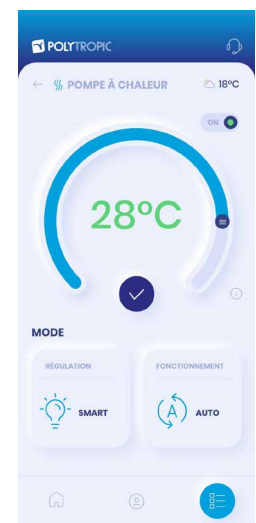 POLYTROPIC
POMPE À CHALEUR
18°C
ON
28°C
MODE
RÉGULATION
FONCTIONNEMENT
SMART
A
AUTO